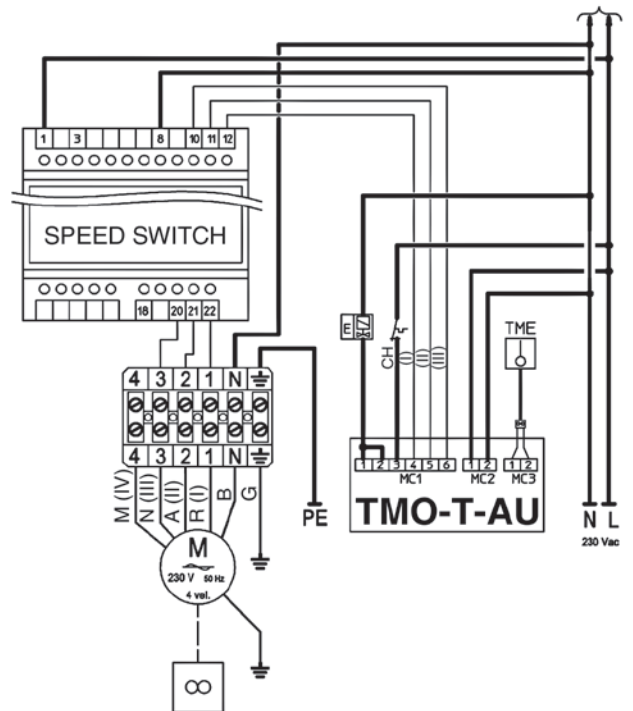 1 3 8 10 11 12
SPEED SWITCH
18 20 21 22
E
CH
(I)
(II)
(III)
TME
4 3 2 1 N
4 3 2 1 N
M (IV)
N (III)
A (II)
R (I)
B
G
PE
1 2 3 4 5 6 1 2 1 2
MC1 MC2 MC3
TMO-T-AU
N L
230 Vac
M
230 V 50 Hz
4 vel.